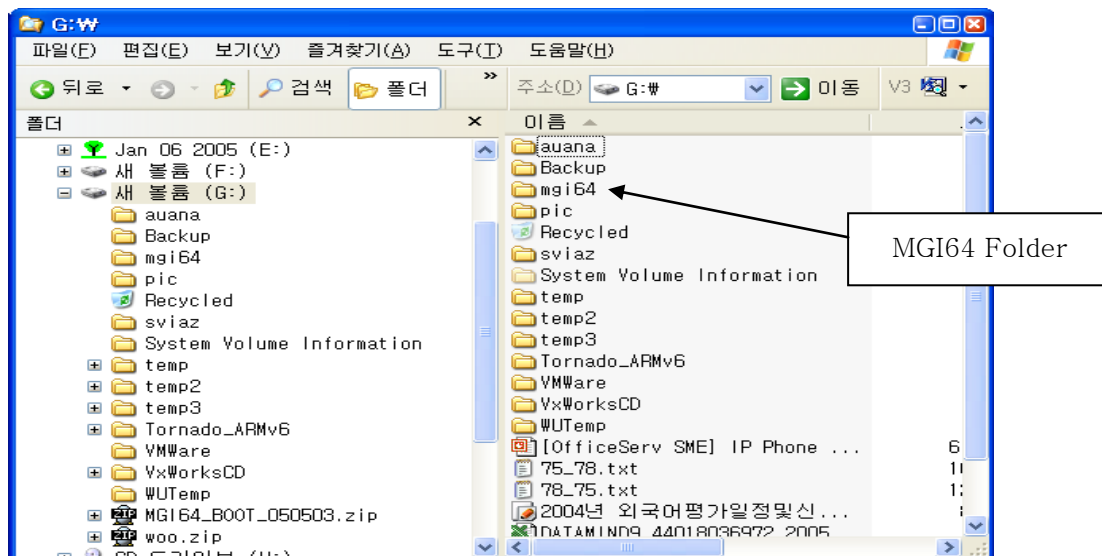 G:₩
파일(F) 편집(E) 보기(V) 즐겨찾기(A) 도구(T) 도움말(H)
뒤로 검색 폴더 » 주소(D) G:₩ 이동 V3
폴더
Jan 06 2005 (E:)
새 볼륨 (F:)
새 볼륨 (G:)
auana
Backup
mgi64
pic
Recycled
sviaz
System Volume Information
temp
temp2
temp3
Tornado_ARMv6
VMWare
VxWorksCD
WUTemp
MGI64_BOOT_050503.zip
woo.zip
이름
auana
Backup
mgi64
pic
Recycled
sviaz
System Volume Information
temp
temp2
temp3
Tornado_ARMv6
VMWare
VxWorksCD
WUTemp
[OfficeServ SME] IP Phone ... 6
75_78.txt
78_75.txt
2004년 외국어평가일정및신...
DATAMIND9_44018036972_2005
MGI64 Folder